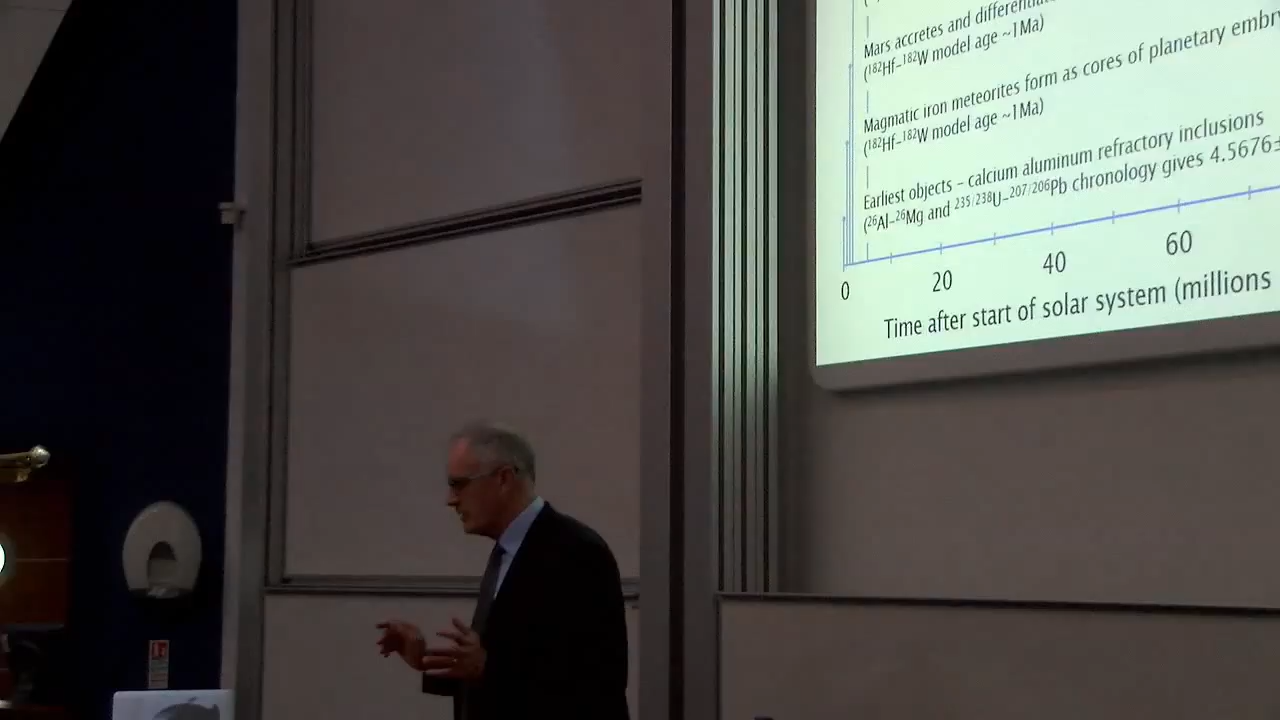 Mars accretes and
(¹⁸²Hf–¹⁸²W model age ~1Ma)
Magmatic iron meteorites form as cores of planetary
(¹⁸²Hf–¹⁸²W model age ~1Ma)
Earliest objects – calcium aluminum refractory inclusions
(²⁶Al–²⁶Mg and ²³⁵/²³⁸U–²⁰⁷/²⁰⁶Pb chronology gives 4.5676±
0 20 40 60
Time after start of solar system (millions